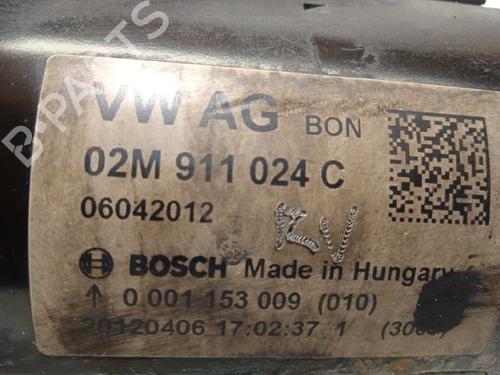 B-PARTS
VW AG BON
02M 911 024 C
06042012
BOSCH Made in Hungary
0 001 153 009 (010)
20120406 17:02:37 1